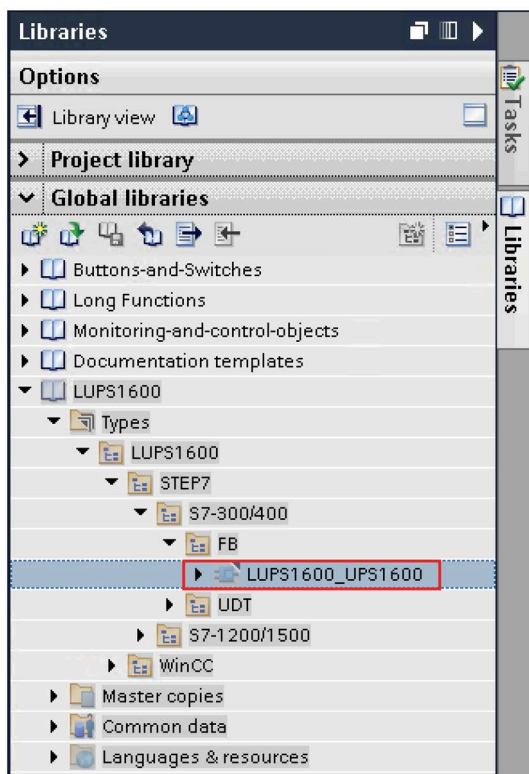 Libraries
Options
Library view
Project library
Global libraries
Buttons-and-Switches
Long Functions
Monitoring-and-control-objects
Documentation templates
LUPS1600
Types
LUPS1600
STEP7
S7-300/400
FB
LUPS1600_UPS1600
UDT
S7-1200/1500
WinCC
Master copies
Common data
Languages & resources
Tasks
Libraries